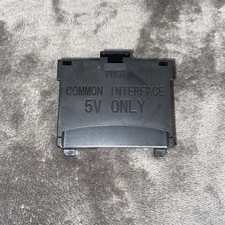 PUSH
COMMON INTERFACE
5V ONLY